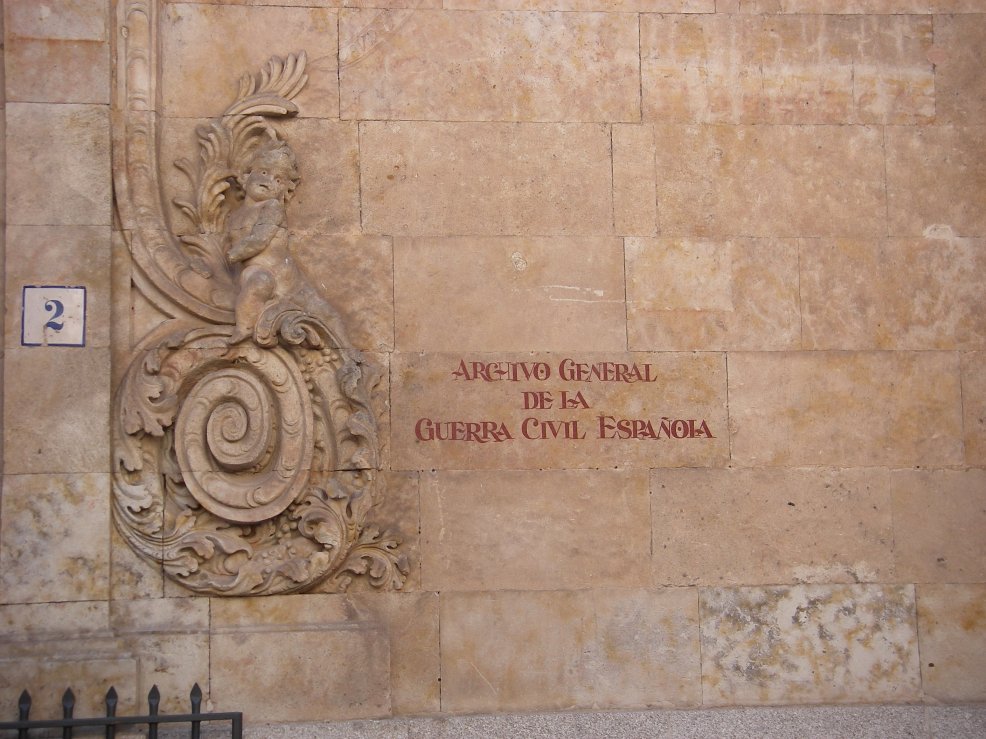 2
ARCHIVO GENERAL
DE LA
GUERRA CIVIL ESPAÑOLA